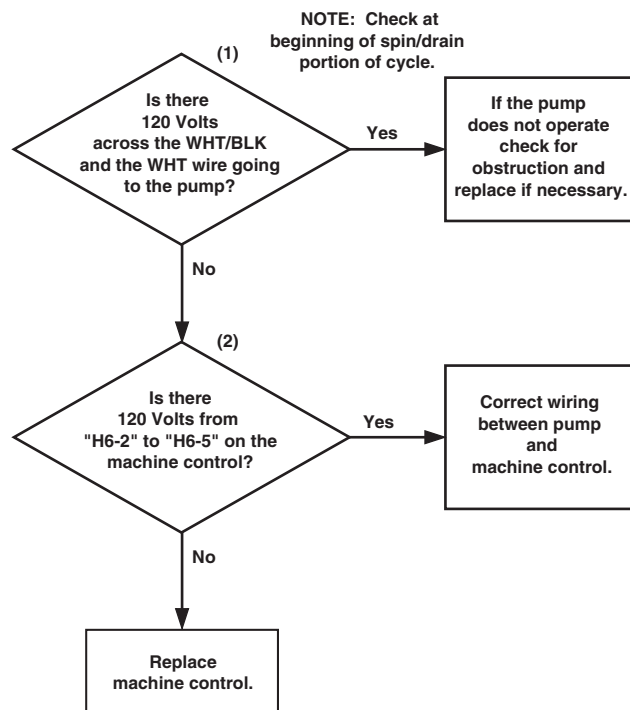 NOTE:  Check at
beginning of spin/drain
portion of cycle.
(1)
Is there
120 Volts
across the WHT/BLK
and the WHT wire going
to the pump?
Yes
If the pump
does not operate
check for
obstruction and
replace if necessary.
No
(2)
Is there
120 Volts from
"H6-2" to "H6-5" on the
machine control?
Yes
Correct wiring
between pump
and
machine control.
No
Replace
machine control.